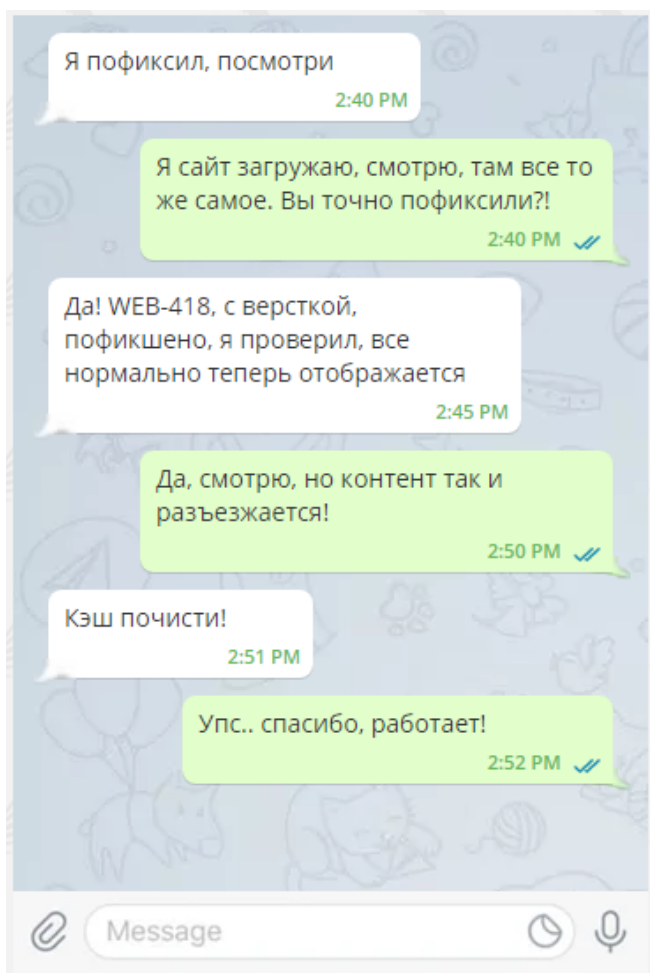 Я пофиксил, посмотри
2:40 PM
Я сайт загружаю, смотрю, там все то
же самое. Вы точно пофиксили?!
2:40 PM
Да! WEB-418, с версткой,
пофикшено, я проверил, все
нормально теперь отображается
2:45 PM
Да, смотрю, но контент так и
разъезжается!
2:50 PM
Кэш почисти!
2:51 PM
Упс.. спасибо, работает!
2:52 PM
Message